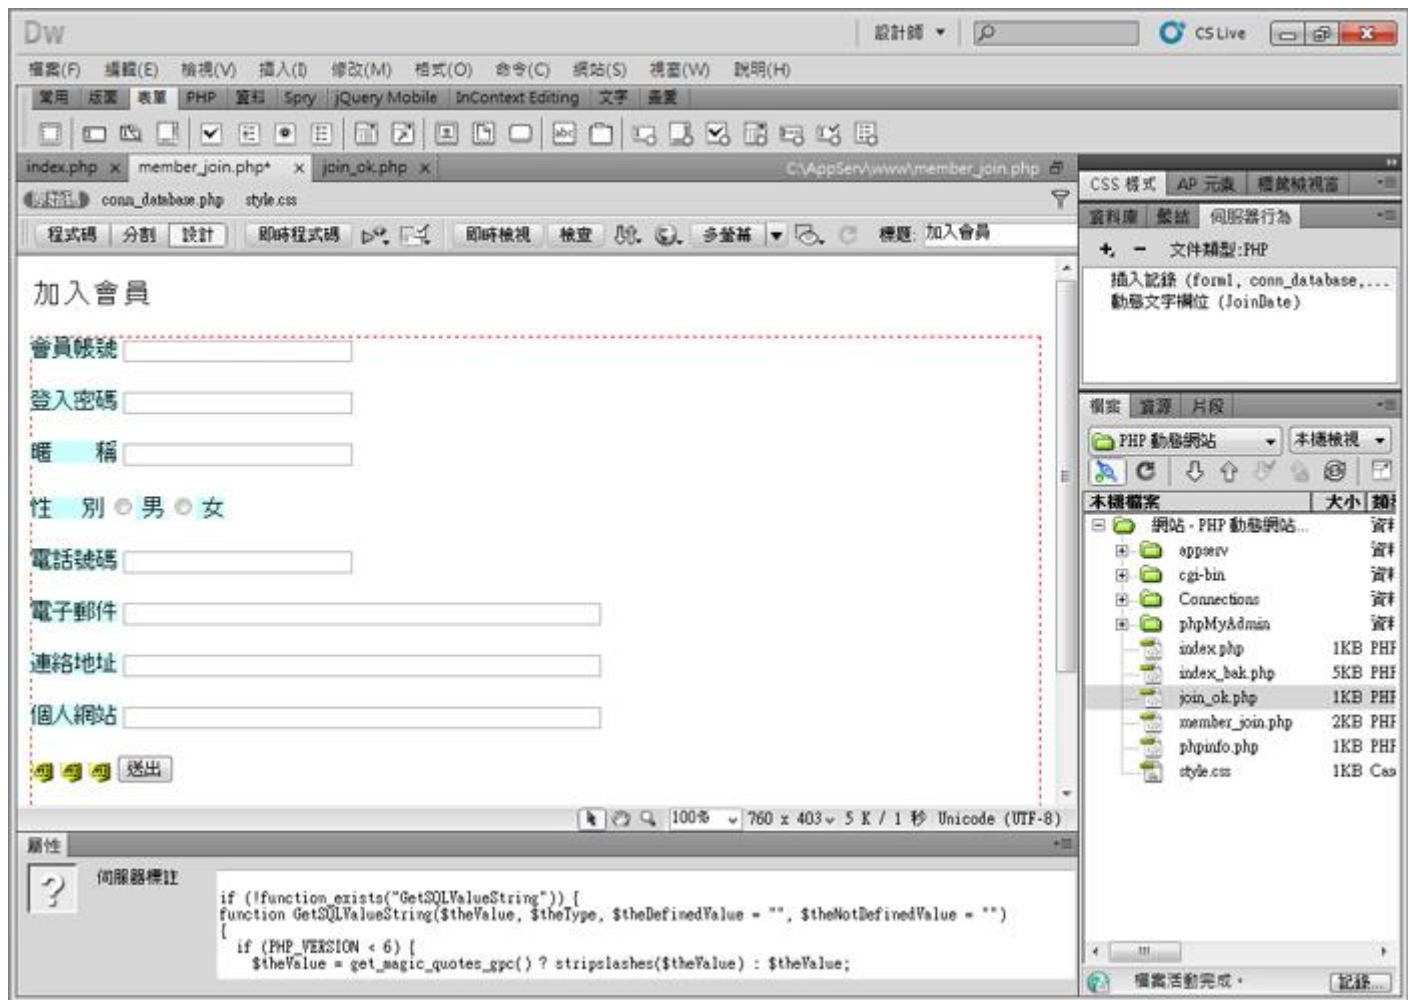 Dw 設計師 CS Live
檔案(F) 編輯(E) 檢視(V) 插入(I) 修改(M) 格式(O) 命令(C) 網站(S) 視窗(W) 說明(H)
常用 版面 表單 PHP 資料 Spry jQuery Mobile InContext Editing 文字 最愛
index.php member_join.php* join_ok.php C:\AppServ\www\member_join.php
conn_database.php style.css
程式碼 分割 設計 即時程式碼 即時檢視 檢查 多螢幕 標題: 加入會員
加入會員
會員帳號
登入密碼
暱 稱
性 別 男 女
電話號碼
電子郵件
連絡地址
個人網站
送出
100% 760 x 403 5 K / 1 秒 Unicode (UTF-8)
屬性
伺服器標註
if (!function_exists("GetSQLValueString")) {
function GetSQLValueString($theValue, $theType, $theDefinedValue = "", $theNotDefinedValue = "")
{
if (PHP_VERSION < 6) {
$theValue = get_magic_quotes_gpc() ? stripslashes($theValue) : $theValue;
CSS 樣式 AP 元素 標籤檢視窗
資料庫 繫結 伺服器行為
文件類型:PHP
插入記錄 (form1, conn_database,...
動態文字欄位 (JoinDate)
檔案 資源 片段
PHP 動態網站 本機檢視
本機檔案 大小
網站 - PHP 動態網站...
appserv
cgi-bin
Connections
phpMyAdmin
index.php 1KB
index_bak.php 5KB
join_ok.php 1KB
member_join.php 2KB
phpinfo.php 1KB
style.css 1KB
檔案活動完成。 記錄...